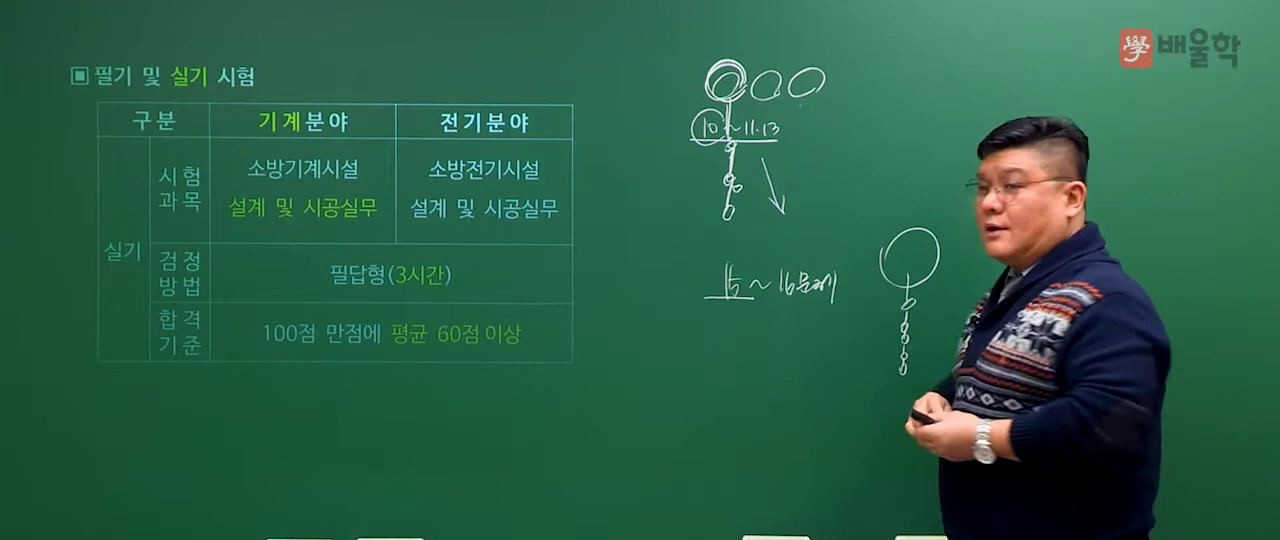 學 배울학
▣ 필기 및 실기 시험
구분 기계분야 전기분야
실기
시험
과목
소방기계시설
설계 및 시공실무
소방전기시설
설계 및 시공실무
검정
방법
필답형(3시간)
합격
기준
100점 만점에 평균 60점 이상
10 ~ 11. 13
15 ~ 16문제